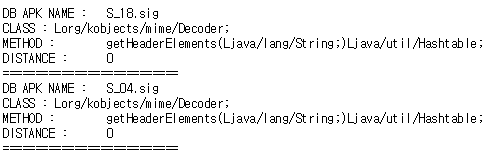 DB APK NAME :   S_18.sig
CLASS : Lorg/kobjects/mime/Decoder;
METHOD :        getHeaderElements(Ljava/lang/String;)Ljava/util/Hashtable;
DISTANCE :      0
====================
DB APK NAME :   S_04.sig
CLASS : Lorg/kobjects/mime/Decoder;
METHOD :        getHeaderElements(Ljava/lang/String;)Ljava/util/Hashtable;
DISTANCE :      0
====================